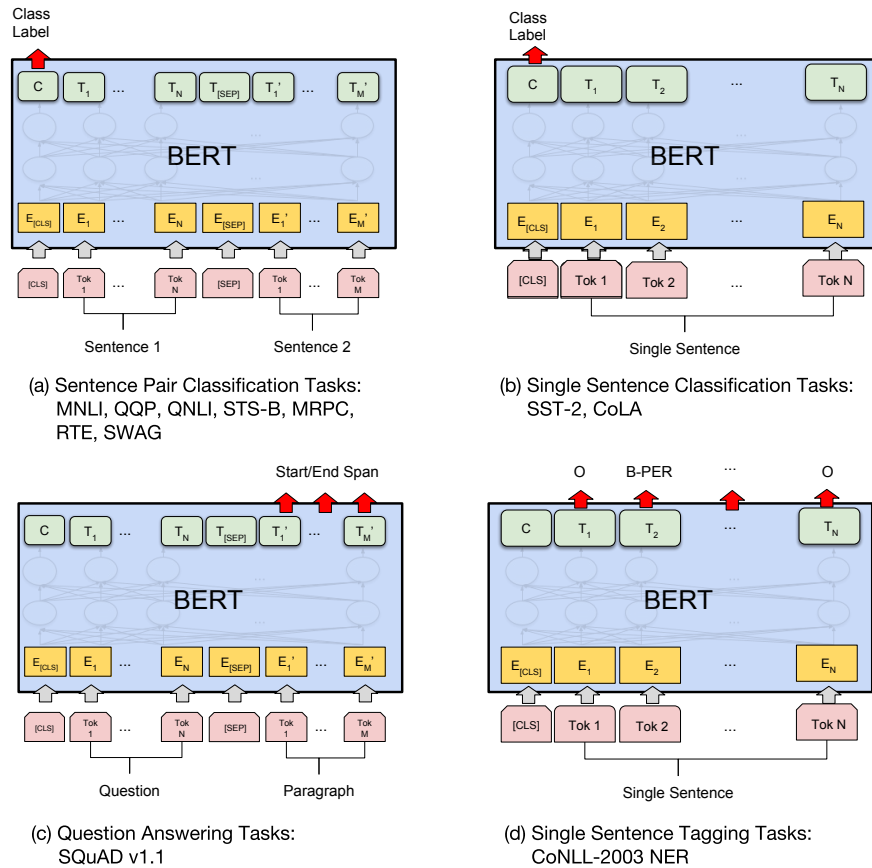 Class
Label
C T1 ... TN T[SEP] T1’ ... TM’
...
...
BERT
E[CLS] E1 ... EN E[SEP] E1’ ... EM’
[CLS] Tok 1 ... Tok N [SEP] Tok 1 ... Tok M
Sentence 1 Sentence 2
(a) Sentence Pair Classification Tasks:
MNLI, QQP, QNLI, STS-B, MRPC,
RTE, SWAG
Class
Label
C T1 T2 ... TN
...
...
BERT
E[CLS] E1 E2 ... EN
[CLS] Tok 1 Tok 2 ... Tok N
Single Sentence
(b) Single Sentence Classification Tasks:
SST-2, CoLA
Start/End Span
C T1 ... TN T[SEP] T1’ ... TM’
...
...
BERT
E[CLS] E1 ... EN E[SEP] E1’ ... EM’
[CLS] Tok 1 ... Tok N [SEP] Tok 1 ... Tok M
Question Paragraph
(c) Question Answering Tasks:
SQuAD v1.1
O B-PER ... O
C T1 T2 ... TN
...
...
BERT
E[CLS] E1 E2 ... EN
[CLS] Tok 1 Tok 2 ... Tok N
Single Sentence
(d) Single Sentence Tagging Tasks:
CoNLL-2003 NER